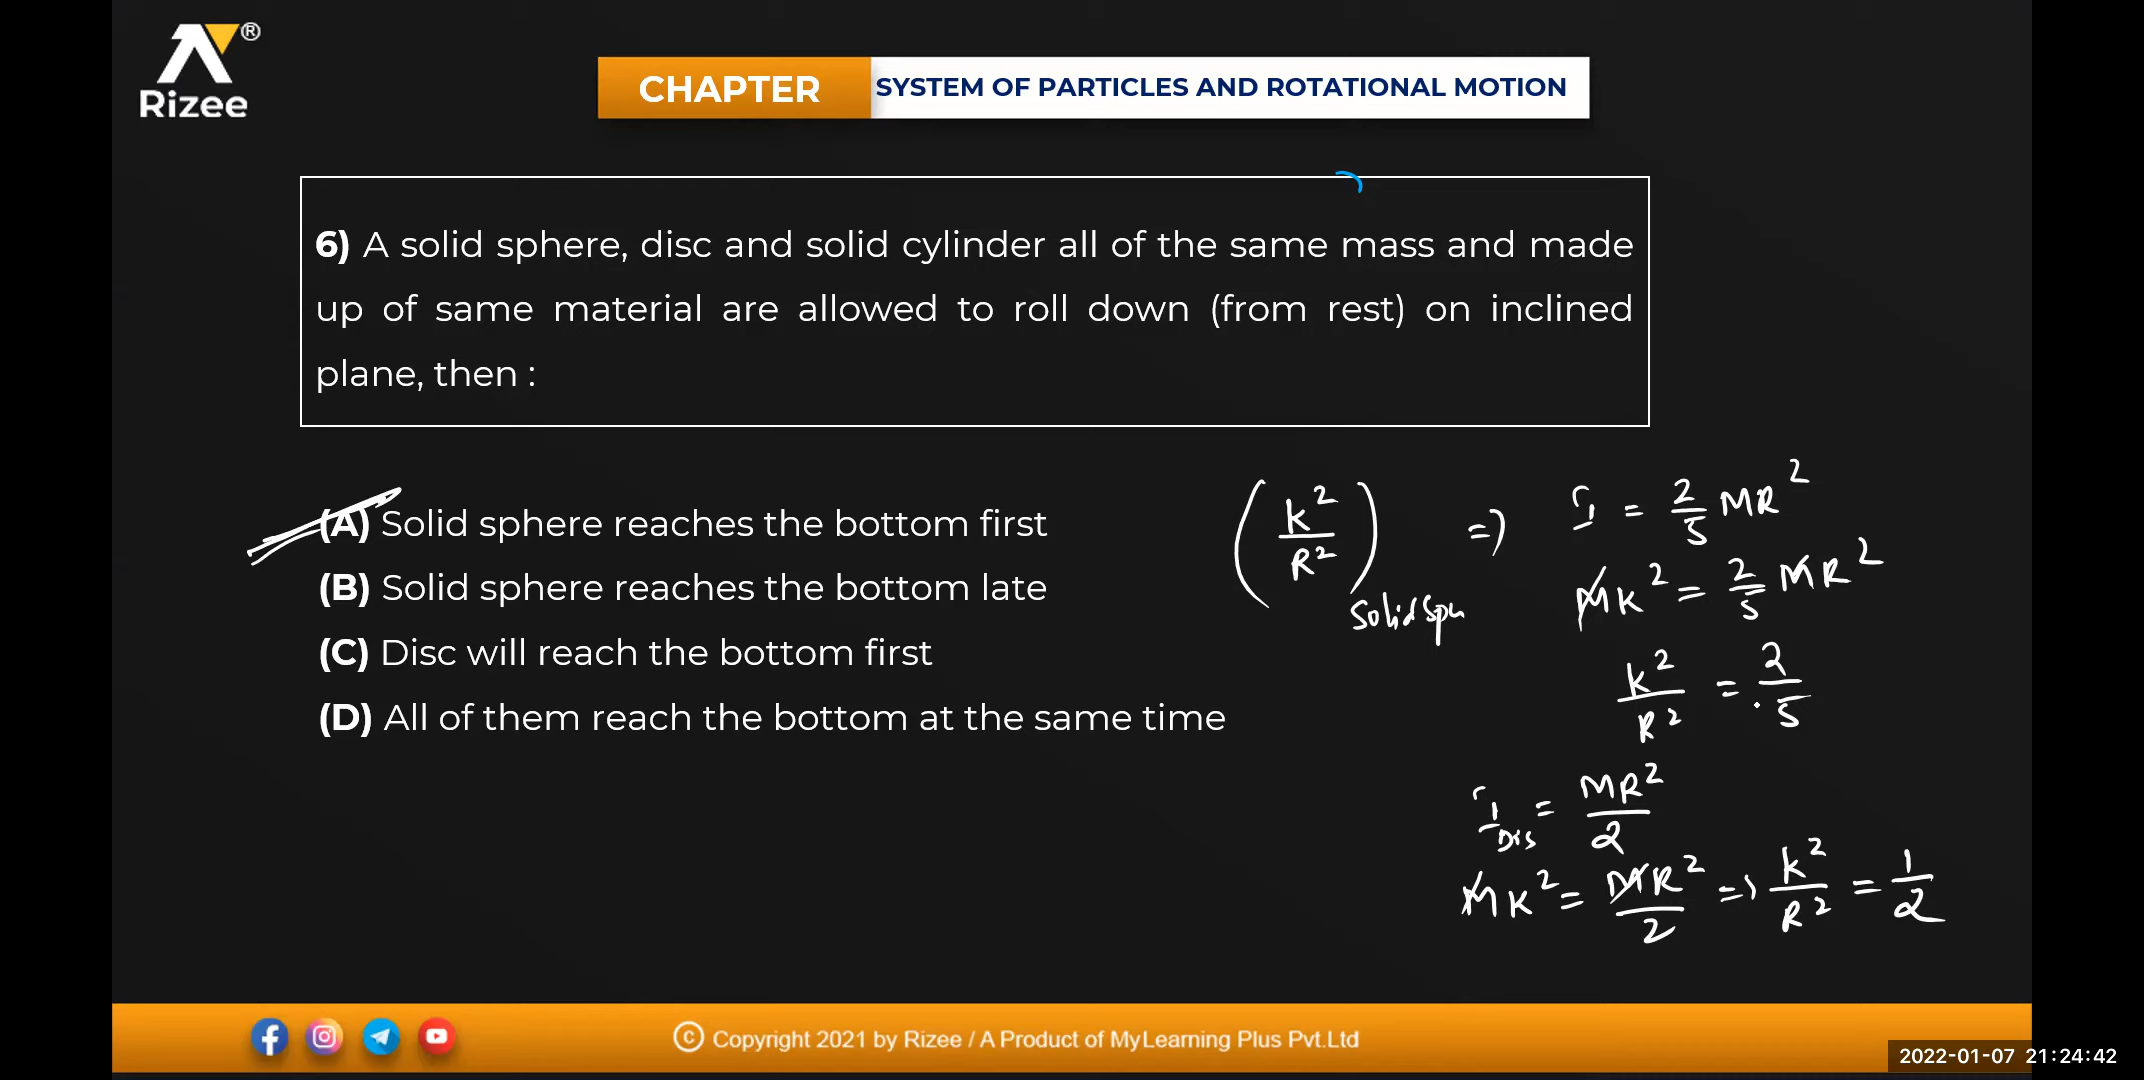 Rizee®
CHAPTER SYSTEM OF PARTICLES AND ROTATIONAL MOTION
6) A solid sphere, disc and solid cylinder all of the same mass and made
up of same material are allowed to roll down (from rest) on inclined
plane, then :
(A) Solid sphere reaches the bottom first
(B) Solid sphere reaches the bottom late
(C) Disc will reach the bottom first
(D) All of them reach the bottom at the same time
(K²/R²) Solid Sph => I = 2/5 MR²
MK² = 2/5 MR²
K²/R² = 2/5
I Dis = MR²/2
MK² = MR²/2 => K²/R² = 1/2
© Copyright 2021 by Rizee / A Product of MyLearning Plus Pvt.Ltd
2022-01-07 21:24:42